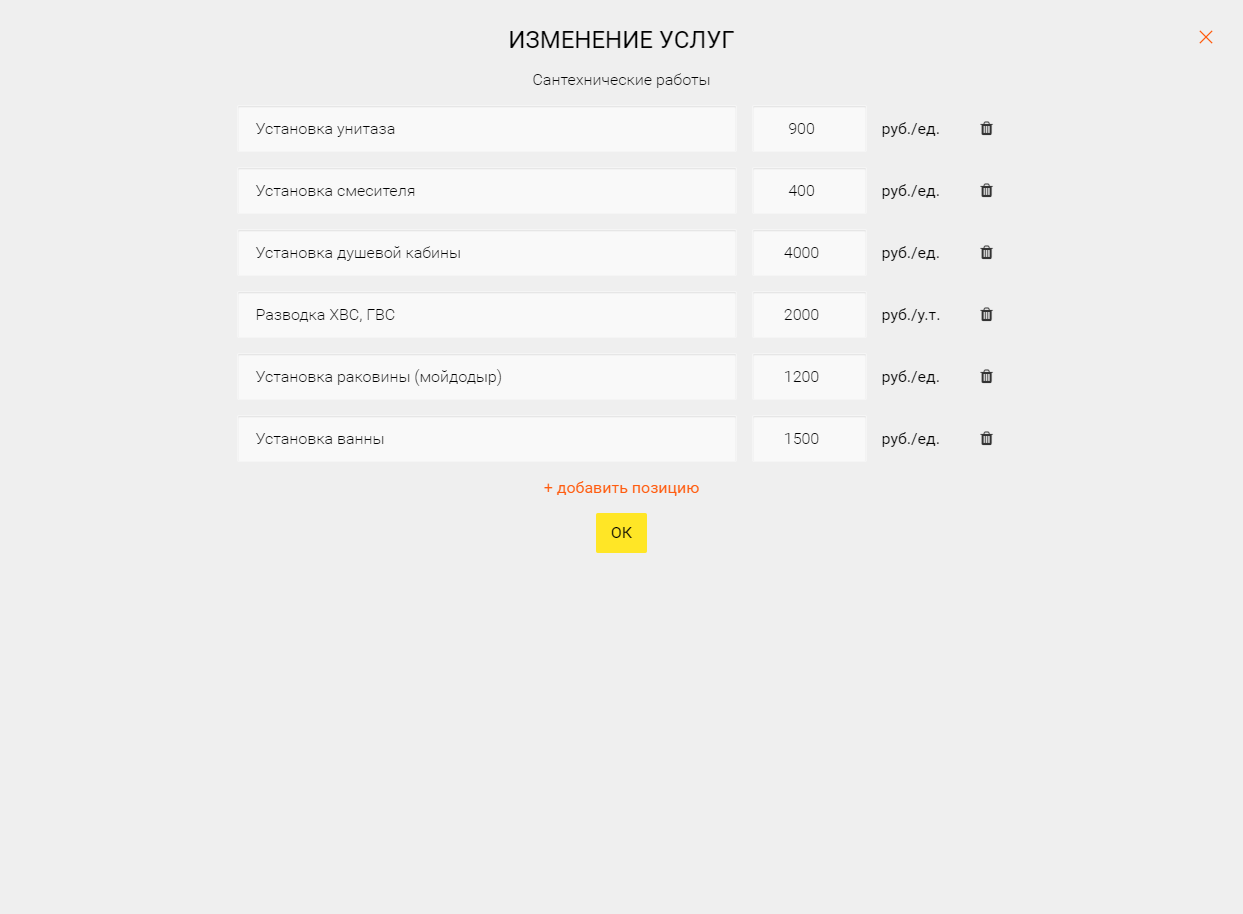 ИЗМЕНЕНИЕ УСЛУГ
Сантехнические работы
Установка унитаза 900 руб./ед.
Установка смесителя 400 руб./ед.
Установка душевой кабины 4000 руб./ед.
Разводка ХВС, ГВС 2000 руб./у.т.
Установка раковины (мойдодыр) 1200 руб./ед.
Установка ванны 1500 руб./ед.
+ добавить позицию
ОК